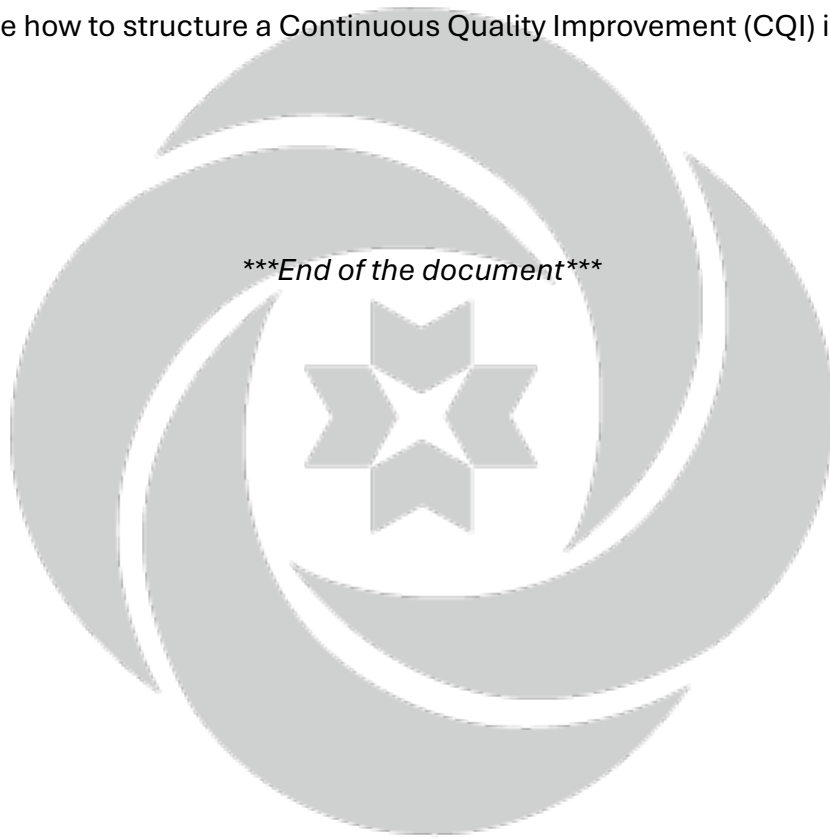 e how to structure a Continuous Quality Improvement (CQI) i
***End of the document***